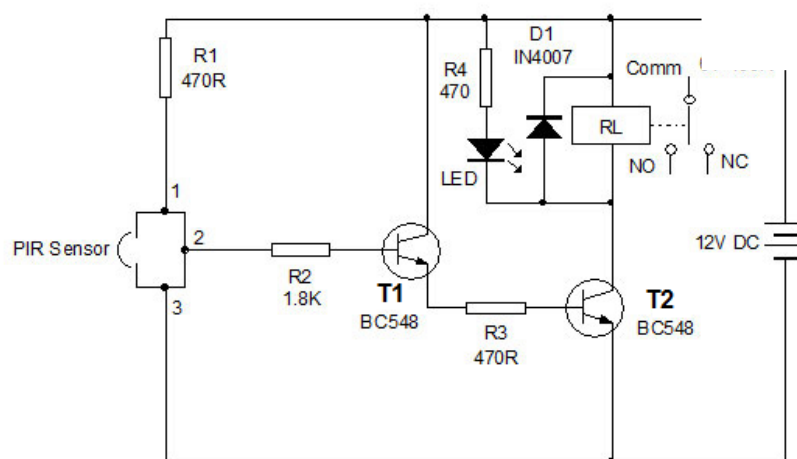 D1
IN4007
R1
470R
R4
470
Comm
RL
NO
NC
LED
1
PIR Sensor
2
12V DC
R2
1.8K
T1
BC548
3
T2
BC548
R3
470R